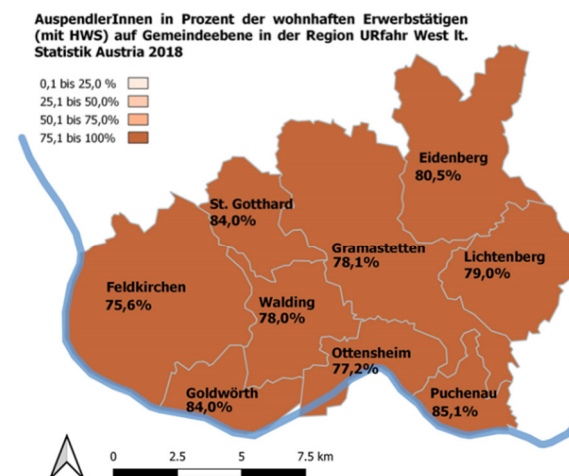 AuspendlerInnen in Prozent der wohnhaften Erwerbstätigen
(mit HWS) auf Gemeindeebene in der Region URfahr West lt.
Statistik Austria 2018
0,1 bis 25,0 %
25,1 bis 50,0%
50,1 bis 75,0%
75,1 bis 100%
Eidenberg
80,5%
St. Gotthard
84,0%
Gramastetten
78,1%
Lichtenberg
79,0%
Feldkirchen
75,6%
Walding
78,0%
Ottensheim
77,2%
Goldwörth
84,0%
Puchenau
85,1%
0 2.5 5 7.5 km